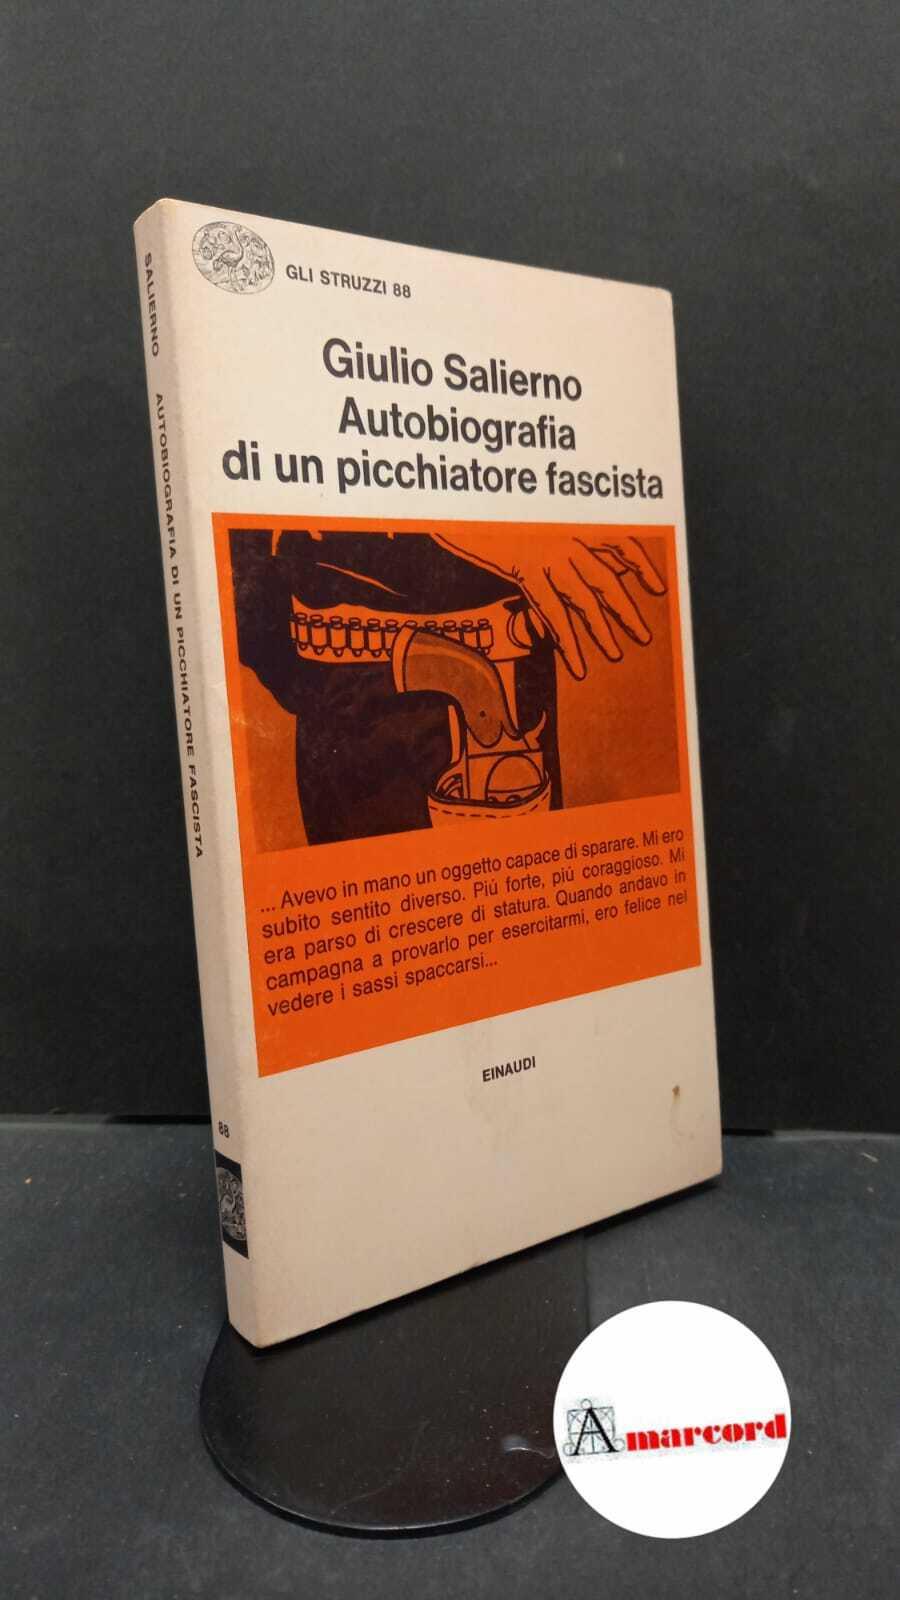 GLI STRUZZI 88
Giulio Salierno
Autobiografia
di un picchiatore fascista
... Avevo in mano un oggetto capace di sparare. Mi ero
subito sentito diverso. Piú forte, piú coraggioso. Mi
era parso di crescere di statura. Quando andavo in
campagna a provarlo per esercitarmi, ero felice nel
vedere i sassi spaccarsi...
EINAUDI
SALIERNO AUTOBIOGRAFIA DI UN PICCHIATORE FASCISTA
88
Amarcord